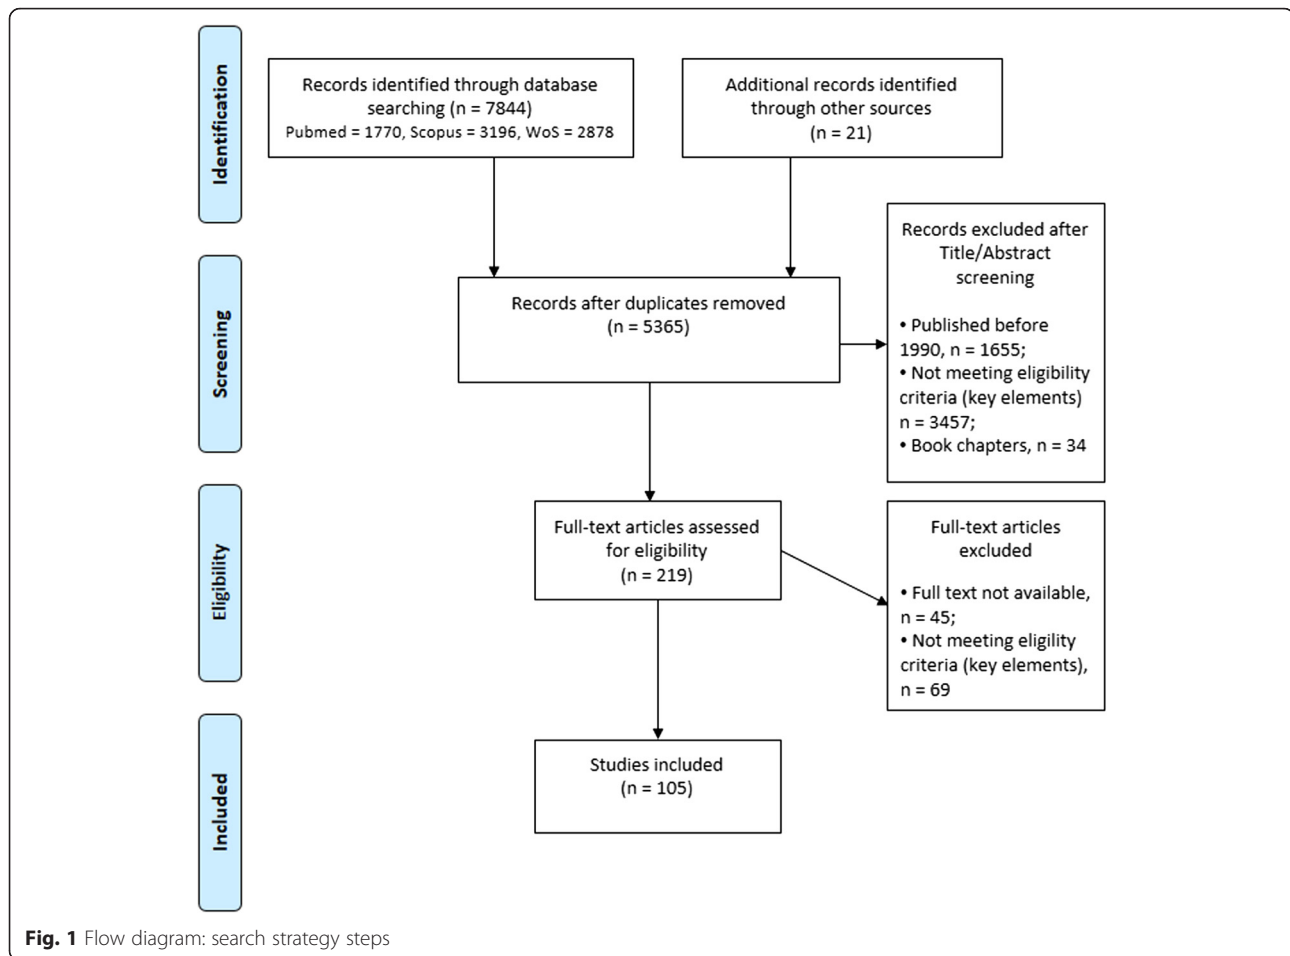 Identification
Records identified through database
searching (n = 7844)
Pubmed = 1770, Scopus = 3196, WoS = 2878
Additional records identified
through other sources
(n = 21)
Screening
Records after duplicates removed
(n = 5365)
Records excluded after
Title/Abstract
screening
• Published before
1990, n = 1655;
• Not meeting eligibility
criteria (key elements)
n = 3457;
• Book chapters, n = 34
Eligibility
Full-text articles assessed
for eligibility
(n = 219)
Full-text articles
excluded
• Full text not available,
n = 45;
• Not meeting eligility
criteria (key elements),
n = 69
Included
Studies included
(n = 105)
Fig. 1 Flow diagram: search strategy steps